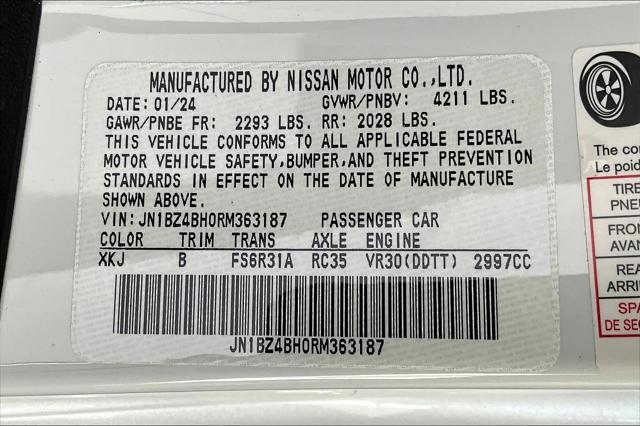 MANUFACTURED BY NISSAN MOTOR CO.,LTD.
DATE: 01/24 GVWR/PNBV: 4211 LBS.
GAWR/PNBE FR: 2293 LBS. RR: 2028 LBS.
THIS VEHICLE CONFORMS TO ALL APPLICABLE FEDERAL
MOTOR VEHICLE SAFETY,BUMPER,AND THEFT PREVENTION
STANDARDS IN EFFECT ON THE DATE OF MANUFACTURE
SHOWN ABOVE.
VIN: JN1BZ4BH0RM363187 PASSENGER CAR
COLOR TRIM TRANS AXLE ENGINE
XKJ B FS6R31A RC35 VR30(DDTT) 2997CC
JN1BZ4BH0RM363187
The co
Le poid
TIRE
PNE
FRON
AVAN
REA
ARRI
SPA
DE SEC